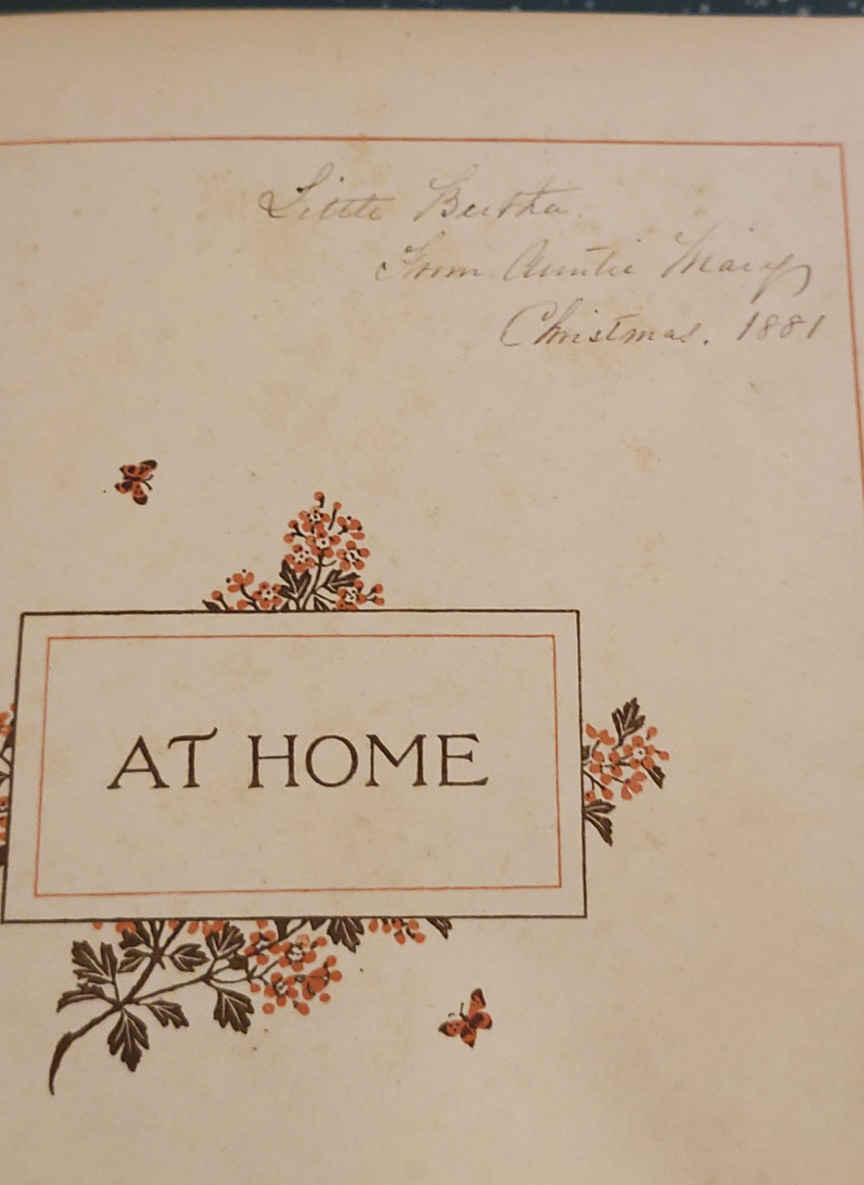 Little Bertha.
From Auntie Mary
Christmas. 1881
AT HOME